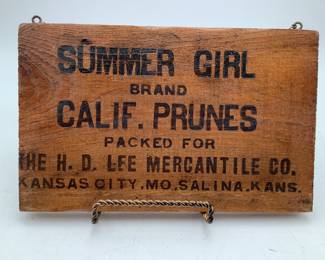 SUMMER GIRL
BRAND
CALIF. PRUNES
PACKED FOR
THE H. D. LEE MERCANTILE CO.
KANSAS CITY, MO. SALINA, KANS.